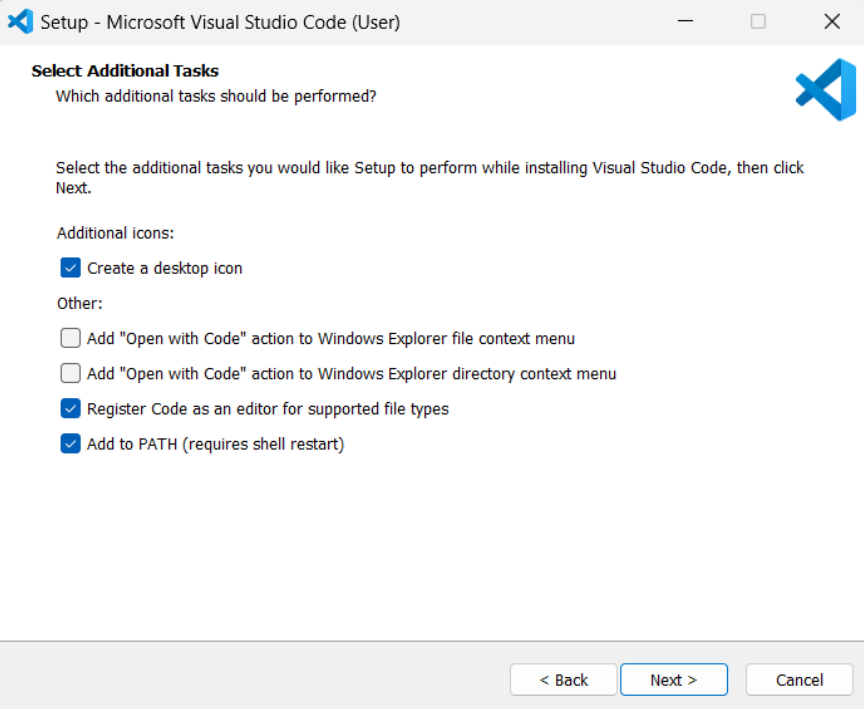 Setup - Microsoft Visual Studio Code (User)
Select Additional Tasks
Which additional tasks should be performed?
Select the additional tasks you would like Setup to perform while installing Visual Studio Code, then click
Next.
Additional icons:
Create a desktop icon
Other:
Add "Open with Code" action to Windows Explorer file context menu
Add "Open with Code" action to Windows Explorer directory context menu
Register Code as an editor for supported file types
Add to PATH (requires shell restart)
< Back Next > Cancel